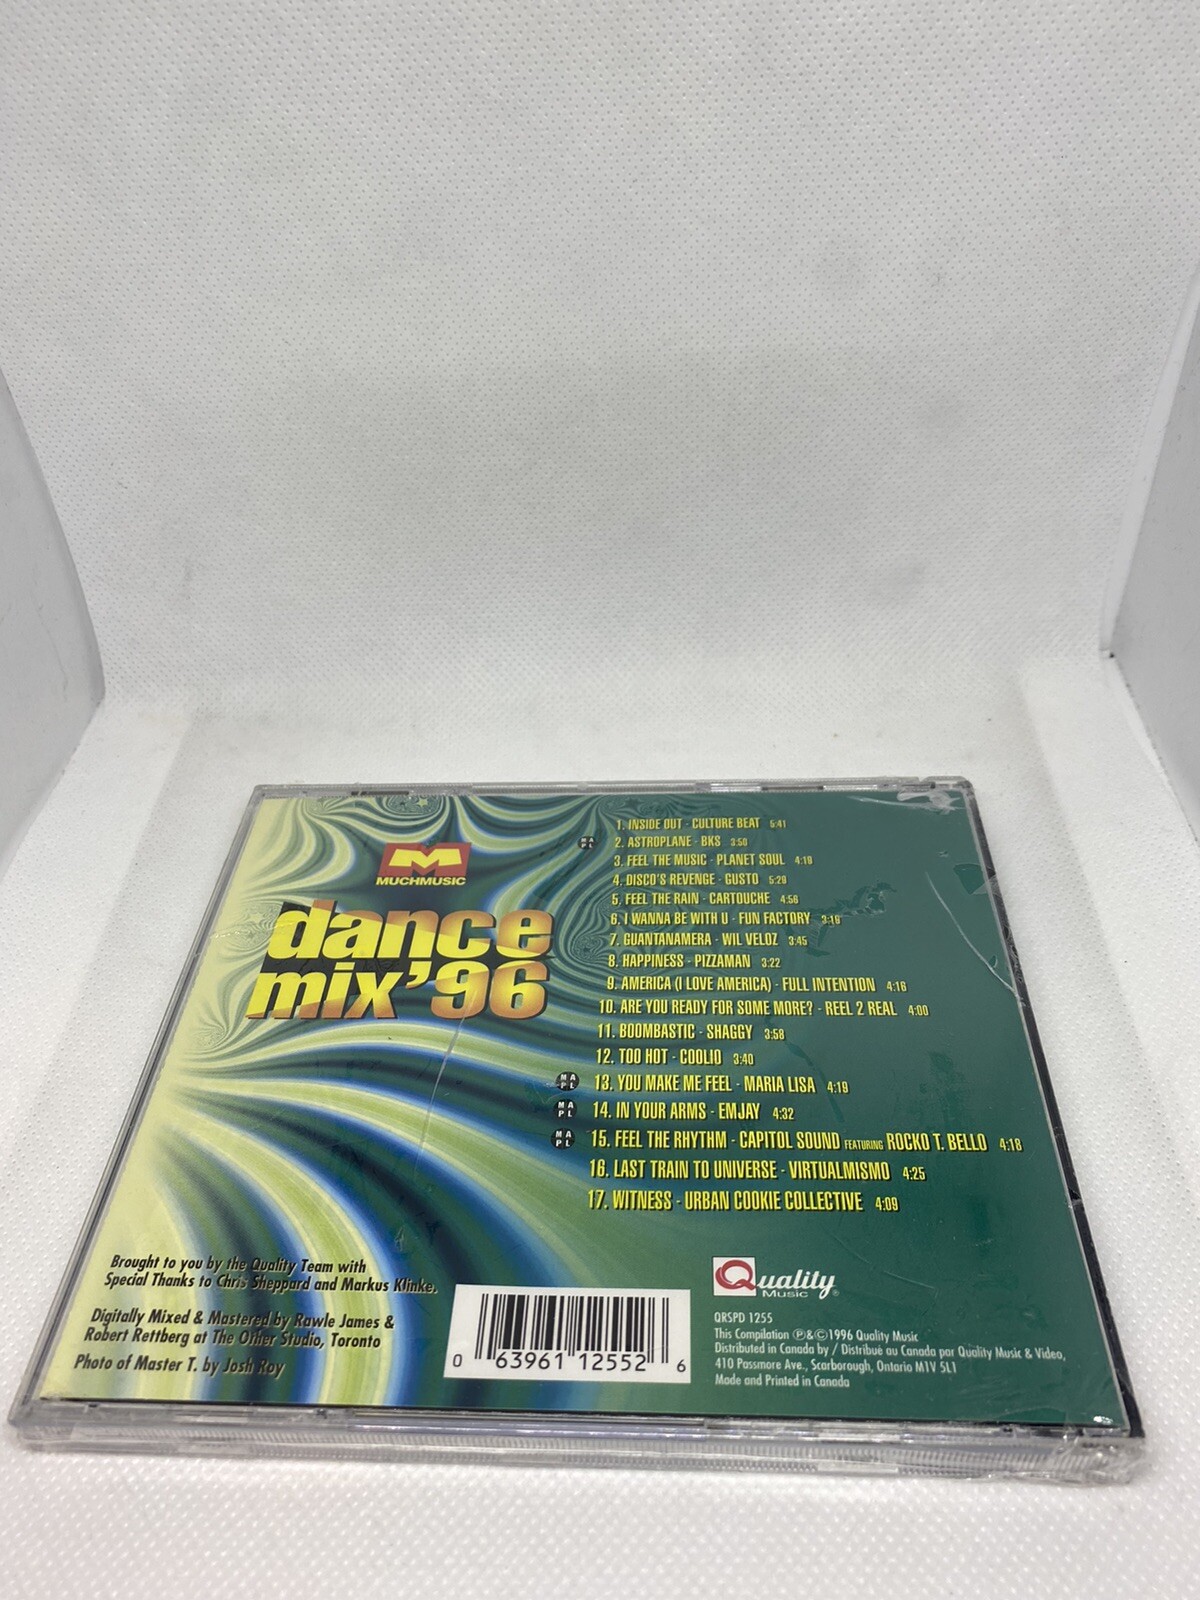 M
MUCHMUSIC
dance
mix'96
1. INSIDE OUT - CULTURE BEAT 5:41
MAPL 2. ASTROPLANE - BKS 3:50
3. FEEL THE MUSIC - PLANET SOUL 4:19
4. DISCO'S REVENGE - GUSTO 5:29
5. FEEL THE RAIN - CARTOUCHE 4:56
6. I WANNA BE WITH U - FUN FACTORY 3:16
7. GUANTANAMERA - WIL VELOZ 3:45
8. HAPPINESS - PIZZAMAN 3:22
9. AMERICA (I LOVE AMERICA) - FULL INTENTION 4:16
10. ARE YOU READY FOR SOME MORE? - REEL 2 REAL 4:00
11. BOOMBASTIC - SHAGGY 3:58
12. TOO HOT - COOLIO 3:40
MAPL 13. YOU MAKE ME FEEL - MARIA LISA 4:19
MAPL 14. IN YOUR ARMS - EMJAY 4:32
MAPL 15. FEEL THE RHYTHM - CAPITOL SOUND FEATURING ROCKO T. BELLO 4:18
16. LAST TRAIN TO UNIVERSE - VIRTUALMISMO 4:25
17. WITNESS - URBAN COOKIE COLLECTIVE 4:09
Brought to you by the Quality Team with
Special Thanks to Chris Sheppard and Markus Klinke.
Digitally Mixed & Mastered by Rawle James &
Robert Rettberg at The Other Studio, Toronto
Photo of Master T. by Josh Ray
0 63961 12552 6
Quality
Music®
QRSPD 1255
This Compilation ℗&©1996 Quality Music
Distributed in Canada by / Distribué au Canada par Quality Music & Video,
410 Passmore Ave., Scarborough, Ontario M1V 5L1
Made and Printed in Canada